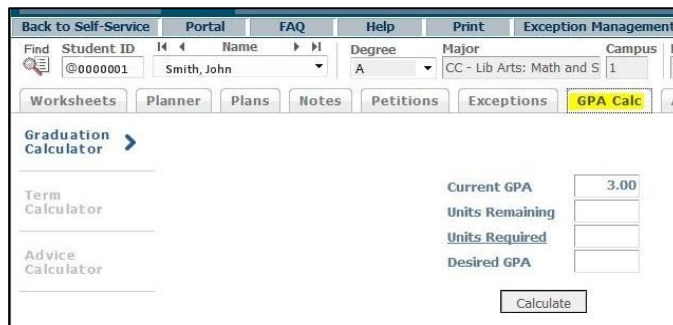 Back to Self-Service Portal FAQ Help Print Exception Management
Find Student ID Name Degree Major Campus
@0000001 Smith, John A CC - Lib Arts: Math and S 1
Worksheets Planner Plans Notes Petitions Exceptions GPA Calc
Graduation
Calculator
Term
Calculator
Advice
Calculator
Current GPA 3.00
Units Remaining
Units Required
Desired GPA
Calculate